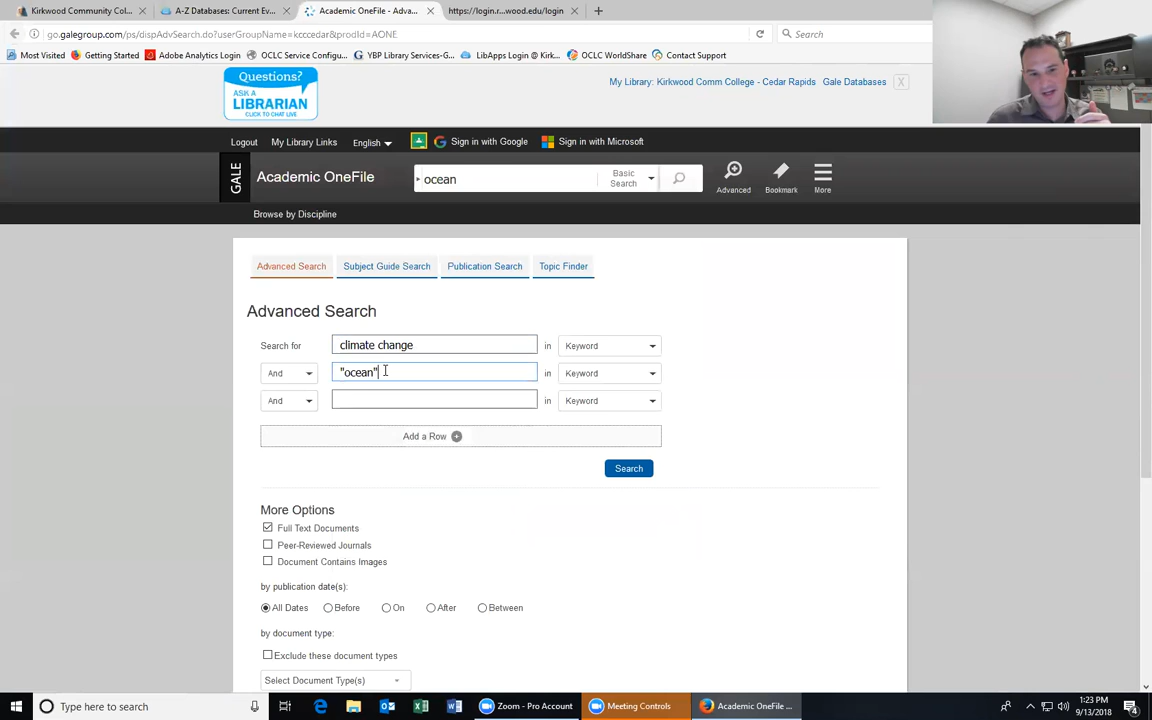 Kirkwood Community Col...
A-Z Databases: Current Ev...
Academic OneFile - Adva...
https://login.r...wood.edu/login
go.galegroup.com/ps/dispAdvSearch.do?userGroupName=kcccedar&prodId=AONE
Search
Most Visited
Getting Started
Adobe Analytics Login
OCLC Service Configu...
YBP Library Services-G...
LibApps Login @ Kirk...
OCLC WorldShare
Contact Support
Questions?
ASK A
LIBRARIAN
CLICK TO CHAT LIVE
My Library: Kirkwood Comm College - Cedar Rapids
Gale Databases
X
Logout
My Library Links
English
Sign in with Google
Sign in with Microsoft
GALE
Academic OneFile
ocean
Basic
Search
Advanced
Bookmark
More
Browse by Discipline
Advanced Search
Subject Guide Search
Publication Search
Topic Finder
Advanced Search
Search for
climate change
in
Keyword
And
"ocean"
in
Keyword
And
in
Keyword
Add a Row
Search
More Options
Full Text Documents
Peer-Reviewed Journals
Document Contains Images
by publication date(s):
All Dates
Before
On
After
Between
by document type:
Exclude these document types
Select Document Type(s)
Type here to search
Zoom - Pro Account
Meeting Controls
Academic OneFile ...
1:23 PM
9/13/2018
4